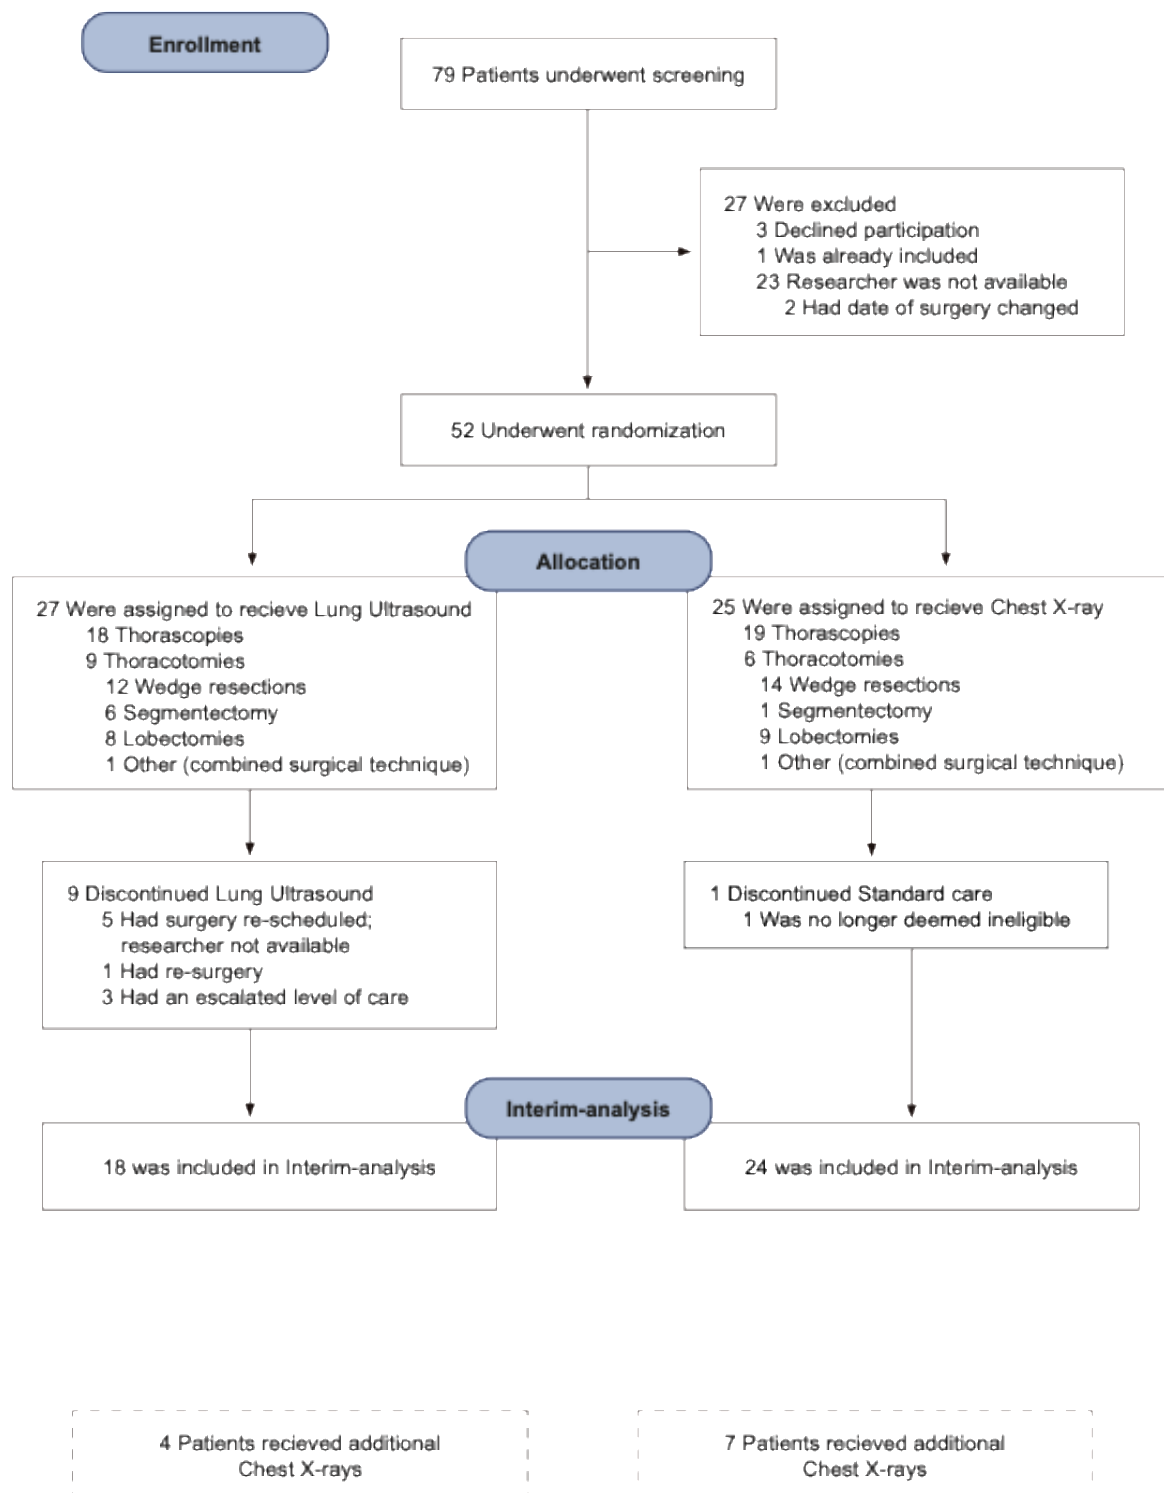 Enrollment
79 Patients underwent screening
27 Were excluded
3 Declined participation
1 Was already included
23 Researcher was not available
2 Had date of surgery changed
52 Underwent randomization
Allocation
27 Were assigned to recieve Lung Ultrasound
18 Thorascopies
9 Thoracotomies
12 Wedge resections
6 Segmentectomy
8 Lobectomies
1 Other (combined surgical technique)
25 Were assigned to recieve Chest X-ray
19 Thorascopies
6 Thoracotomies
14 Wedge resections
1 Segmentectomy
9 Lobectomies
1 Other (combined surgical technique)
9 Discontinued Lung Ultrasound
5 Had surgery re-scheduled;
researcher not available
1 Had re-surgery
3 Had an escalated level of care
1 Discontinued Standard care
1 Was no longer deemed ineligible
Interim-analysis
18 was included in Interim-analysis
24 was included in Interim-analysis
4 Patients recieved additional
Chest X-rays
7 Patients recieved additional
Chest X-rays